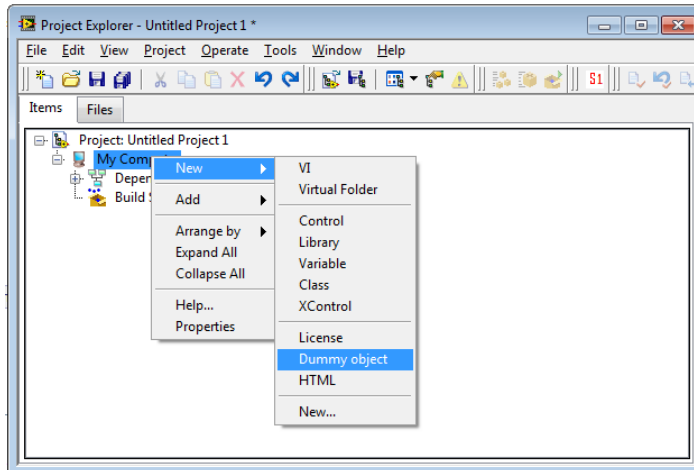 Project Explorer - Untitled Project 1 *
File Edit View Project Operate Tools Window Help
S1
Items Files
Project: Untitled Project 1
My
New
VI
Virtual Folder
Add
Control
Library
Variable
Class
XControl
Arrange by
Expand All
Collapse All
Help...
Properties
License
Dummy object
HTML
New...
Build